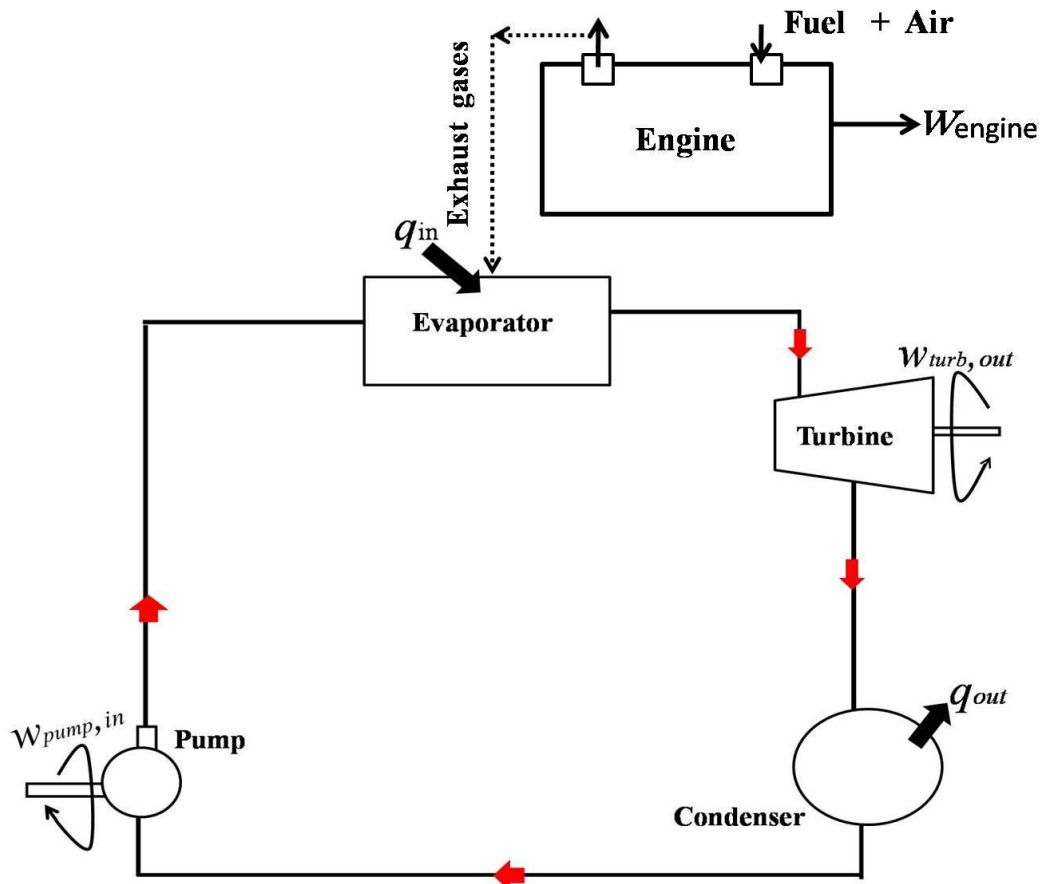 Fuel + Air
Exhaust gases
Engine
Wengine
qin
Evaporator
wturb, out
Turbine
qout
wpump, in
Pump
Condenser